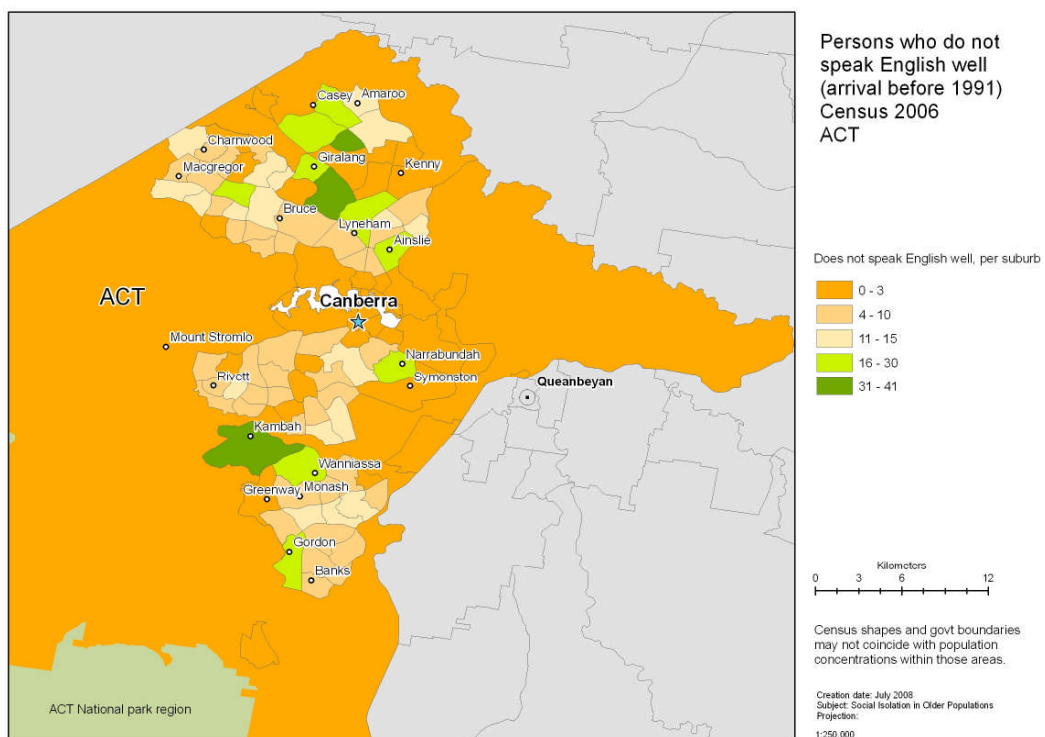 Persons who do not
speak English well
(arrival before 1991)
Census 2006
ACT
Casey
Amaroo
Charnwood
Giralang
Kenny
Macgregor
Bruce
Lyneham
Ainslie
ACT
Canberra
Mount Stromlo
Narrabundah
Rivett
Symonston
Queanbeyan
Kambah
Wanniassa
Greenway
Monash
Gordon
Banks
ACT National park region
Does not speak English well, per suburb
0 - 3
4 - 10
11 - 15
16 - 30
31 - 41
Kilometers
0 3 6 12
Census shapes and govt boundaries
may not coincide with population
concentrations within those areas.
Creation date: July 2008
Subject: Social Isolation in Older Populations
Projection:
1:250,000